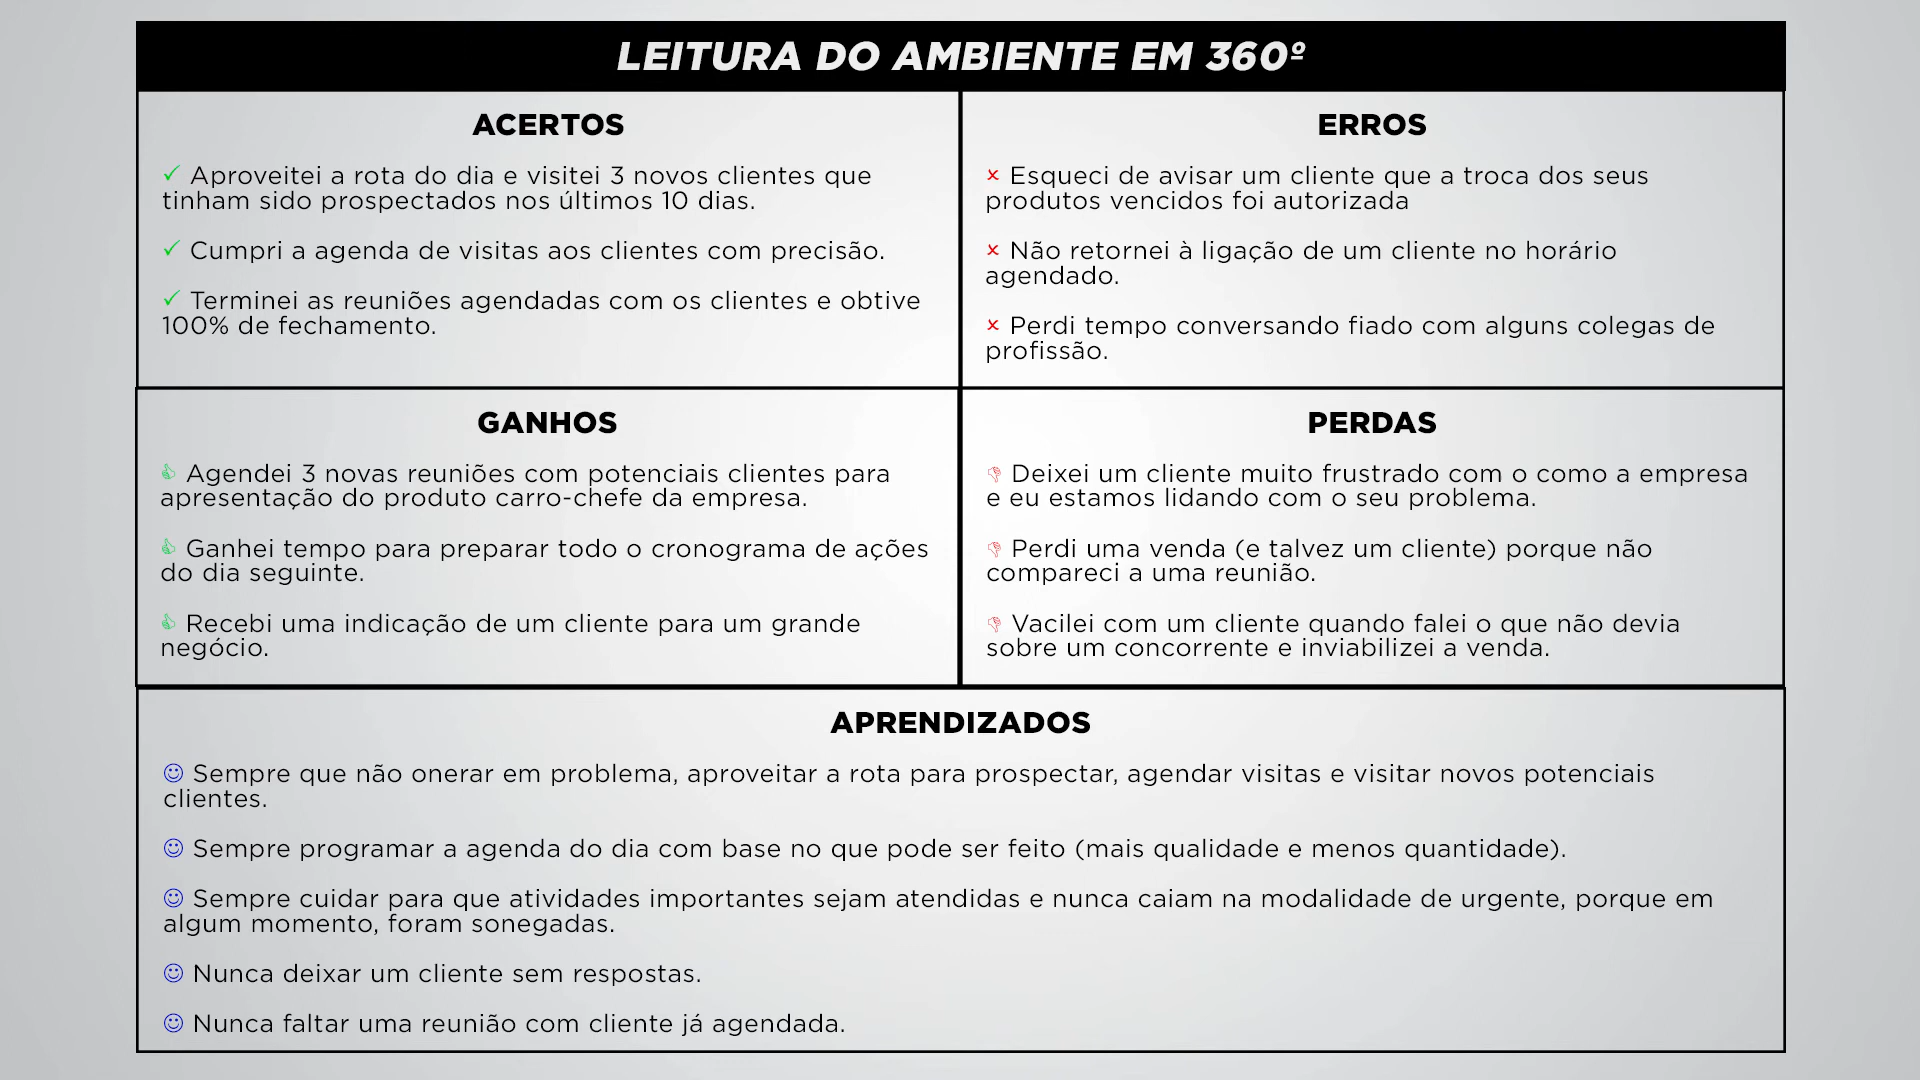 LEITURA DO AMBIENTE EM 360º
ACERTOS
✓ Aproveitei a rota do dia e visitei 3 novos clientes que
tinham sido prospectados nos últimos 10 dias.
✓ Cumpri a agenda de visitas aos clientes com precisão.
✓ Terminei as reuniões agendadas com os clientes e obtive
100% de fechamento.
ERROS
× Esqueci de avisar um cliente que a troca dos seus
produtos vencidos foi autorizada
× Não retornei à ligação de um cliente no horário
agendado.
× Perdi tempo conversando fiado com alguns colegas de
profissão.
GANHOS
👍 Agendei 3 novas reuniões com potenciais clientes para
apresentação do produto carro-chefe da empresa.
👍 Ganhei tempo para preparar todo o cronograma de ações
do dia seguinte.
👍 Recebi uma indicação de um cliente para um grande
negócio.
PERDAS
👎 Deixei um cliente muito frustrado com o como a empresa
e eu estamos lidando com o seu problema.
👎 Perdi uma venda (e talvez um cliente) porque não
compareci a uma reunião.
👎 Vacilei com um cliente quando falei o que não devia
sobre um concorrente e inviabilizei a venda.
APRENDIZADOS
☺ Sempre que não onerar em problema, aproveitar a rota para prospectar, agendar visitas e visitar novos potenciais
clientes.
☺ Sempre programar a agenda do dia com base no que pode ser feito (mais qualidade e menos quantidade).
☺ Sempre cuidar para que atividades importantes sejam atendidas e nunca caiam na modalidade de urgente, porque em
algum momento, foram sonegadas.
☺ Nunca deixar um cliente sem respostas.
☺ Nunca faltar uma reunião com cliente já agendada.